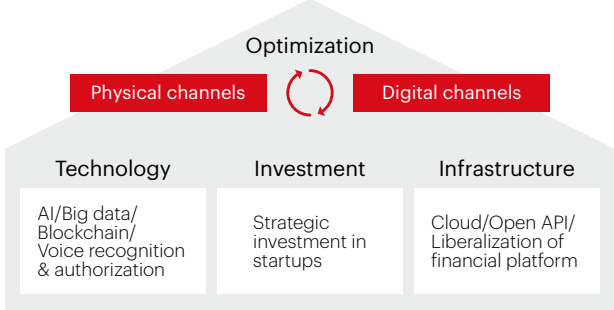 Optimization
Physical channels
Digital channels
Technology
Investment
Infrastructure
AI/Big data/
Blockchain/
Voice recognition
& authorization
Strategic
investment in
startups
Cloud/Open API/
Liberalization of
financial platform